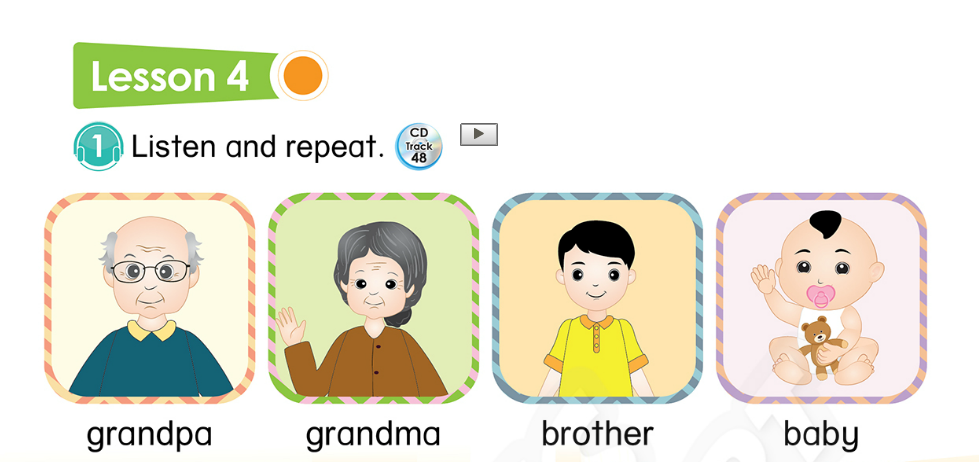 Lesson 4
1 Listen and repeat. CD Track 48
grandpa grandma brother baby